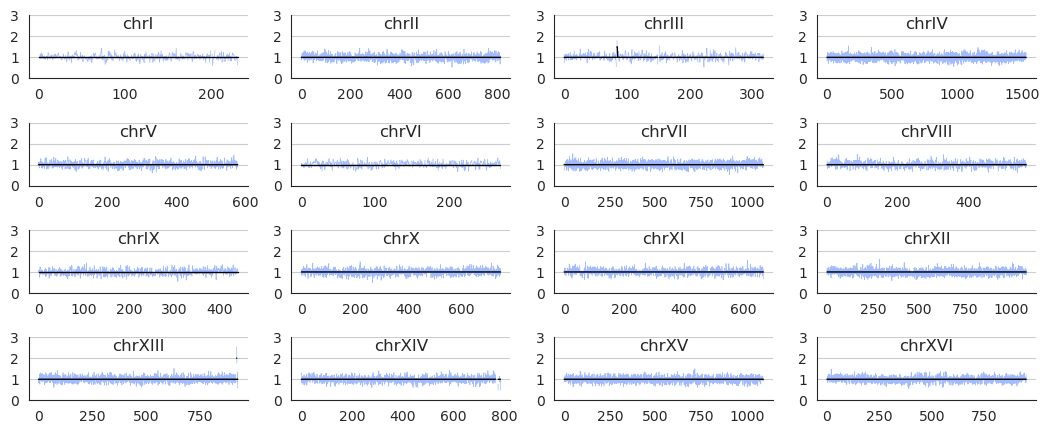 chrI chrII chrIII chrIV
3 3 3 3
2 2 2 2
1 1 1 1
0 0 0 0
0 100 200 0 200 400 600 800 0 100 200 300 0 500 1000 1500
chrV chrVI chrVII chrVIII
3 3 3 3
2 2 2 2
1 1 1 1
0 0 0 0
0 200 400 600 0 100 200 0 250 500 750 1000 0 200 400
chrIX chrX chrXI chrXII
3 3 3 3
2 2 2 2
1 1 1 1
0 0 0 0
0 100 200 300 400 0 200 400 600 0 200 400 600 0 250 500 750 1000
chrXIII chrXIV chrXV chrXVI
3 3 3 3
2 2 2 2
1 1 1 1
0 0 0 0
0 250 500 750 0 200 400 600 800 0 250 500 750 1000 0 250 500 750